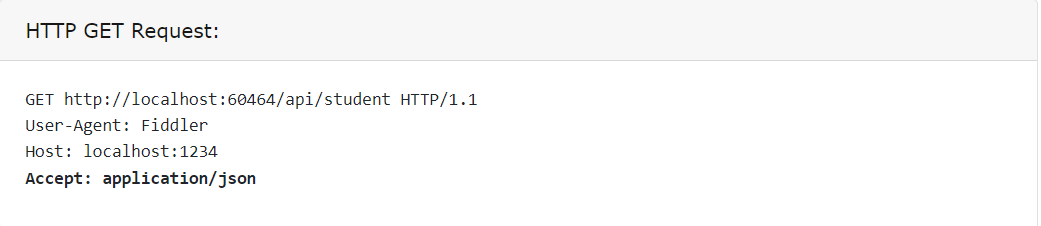 HTTP GET Request:
GET http://localhost:60464/api/student HTTP/1.1
User-Agent: Fiddler
Host: localhost:1234
Accept: application/json